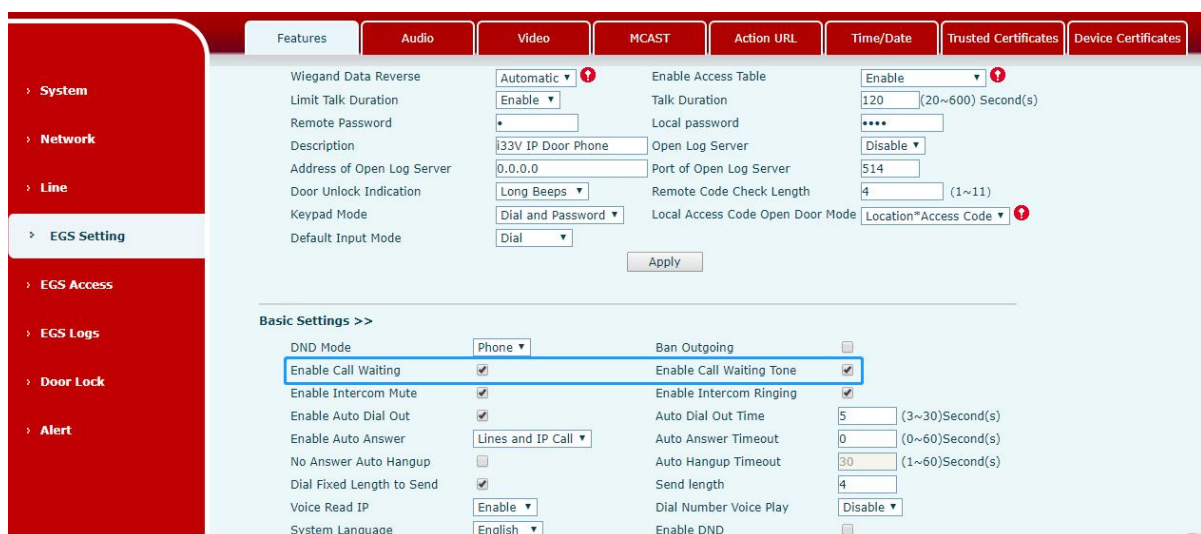 Features Audio Video MCAST Action URL Time/Date Trusted Certificates Device Certificates
› System
› Network
› Line
› EGS Setting
› EGS Access
› EGS Logs
› Door Lock
› Alert
Wiegand Data Reverse Automatic Enable Access Table Enable
Limit Talk Duration Enable Talk Duration 120 (20~600) Second(s)
Remote Password • Local password ••••
Description i33V IP Door Phone Open Log Server Disable
Address of Open Log Server 0.0.0.0 Port of Open Log Server 514
Door Unlock Indication Long Beeps Remote Code Check Length 4 (1~11)
Keypad Mode Dial and Password Local Access Code Open Door Mode Location*Access Code
Default Input Mode Dial
Apply
Basic Settings >>
DND Mode Phone Ban Outgoing
Enable Call Waiting Enable Call Waiting Tone
Enable Intercom Mute Enable Intercom Ringing
Enable Auto Dial Out Auto Dial Out Time 5 (3~30)Second(s)
Enable Auto Answer Lines and IP Call Auto Answer Timeout 0 (0~60)Second(s)
No Answer Auto Hangup Auto Hangup Timeout 30 (1~60)Second(s)
Dial Fixed Length to Send Send length 4
Voice Read IP Enable Dial Number Voice Play Disable
System Language English Enable DND